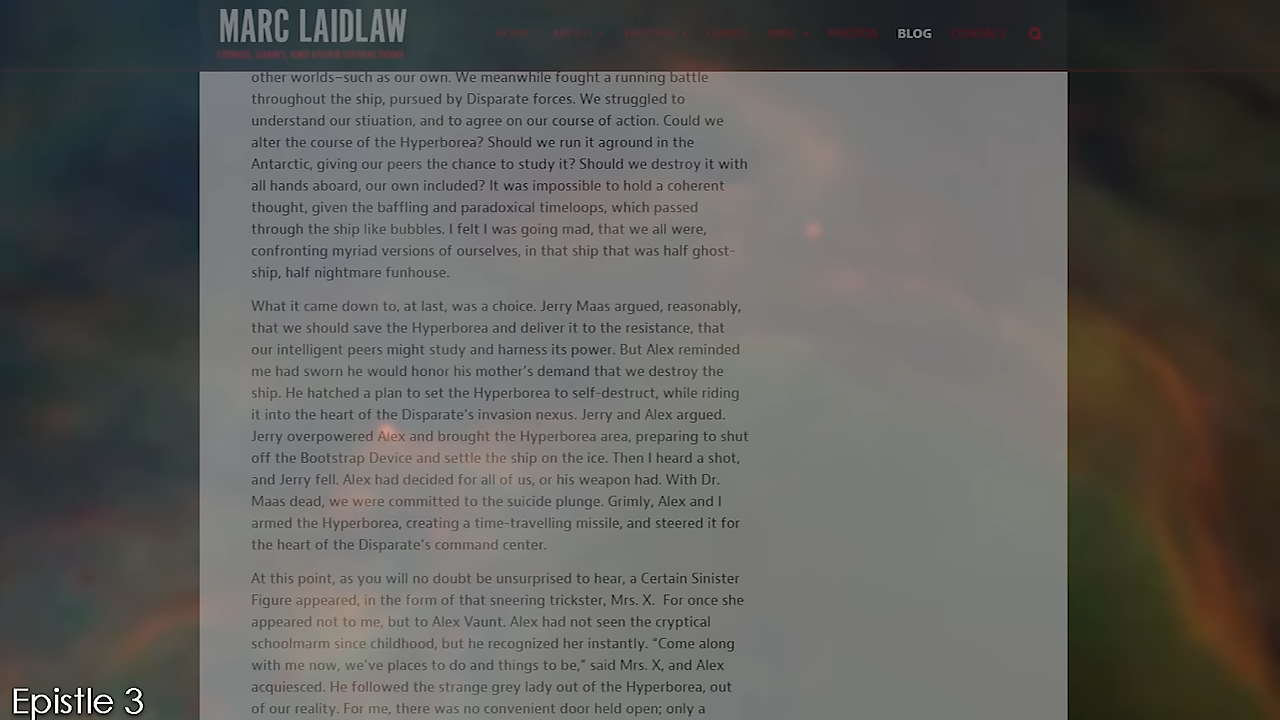 MARC LAIDLAW
STORIES, GAMES, AND OTHER DISTRACTIONS
BLOG
CONTACT
other worlds—such as our own. We meanwhile fought a running battle
throughout the ship, pursued by Disparate forces. We struggled to
understand our stiuation, and to agree on our course of action. Could we
alter the course of the Hyperborea? Should we run it aground in the
Antarctic, giving our peers the chance to study it? Should we destroy it with
all hands aboard, our own included? It was impossible to hold a coherent
thought, given the baffling and paradoxical timeloops, which passed
through the ship like bubbles. I felt I was going mad, that we all were,
confronting myriad versions of ourselves, in that ship that was half ghost-
ship, half nightmare funhouse.
What it came down to, at last, was a choice. Jerry Maas argued, reasonably,
that we should save the Hyperborea and deliver it to the resistance, that
our intelligent peers might study and harness its power. But Alex reminded
me had sworn he would honor his mother's demand that we destroy the
ship. He hatched a plan to set the Hyperborea to self-destruct, while riding
it into the heart of the Disparate's invasion nexus. Jerry and Alex argued.
Jerry overpowered Alex and brought the Hyperborea area, preparing to shut
off the Bootstrap Device and settle the ship on the ice. Then I heard a shot,
and Jerry fell. Alex had decided for all of us, or his weapon had. With Dr.
Maas dead, we were committed to the suicide plunge. Grimly, Alex and I
armed the Hyperborea, creating a time-travelling missile, and steered it for
the heart of the Disparate's command center.
At this point, as you will no doubt be unsurprised to hear, a Certain Sinister
Figure appeared, in the form of that sneering trickster, Mrs. X.  For once she
appeared not to me, but to Alex Vaunt. Alex had not seen the cryptical
schoolmarm since childhood, but he recognized her instantly. "Come along
with me now, we've places to do and things to be," said Mrs. X, and Alex
acquiesced. He followed the strange grey lady out of the Hyperborea, out
of our reality. For me, there was no convenient door held open; only a
Epistle 3